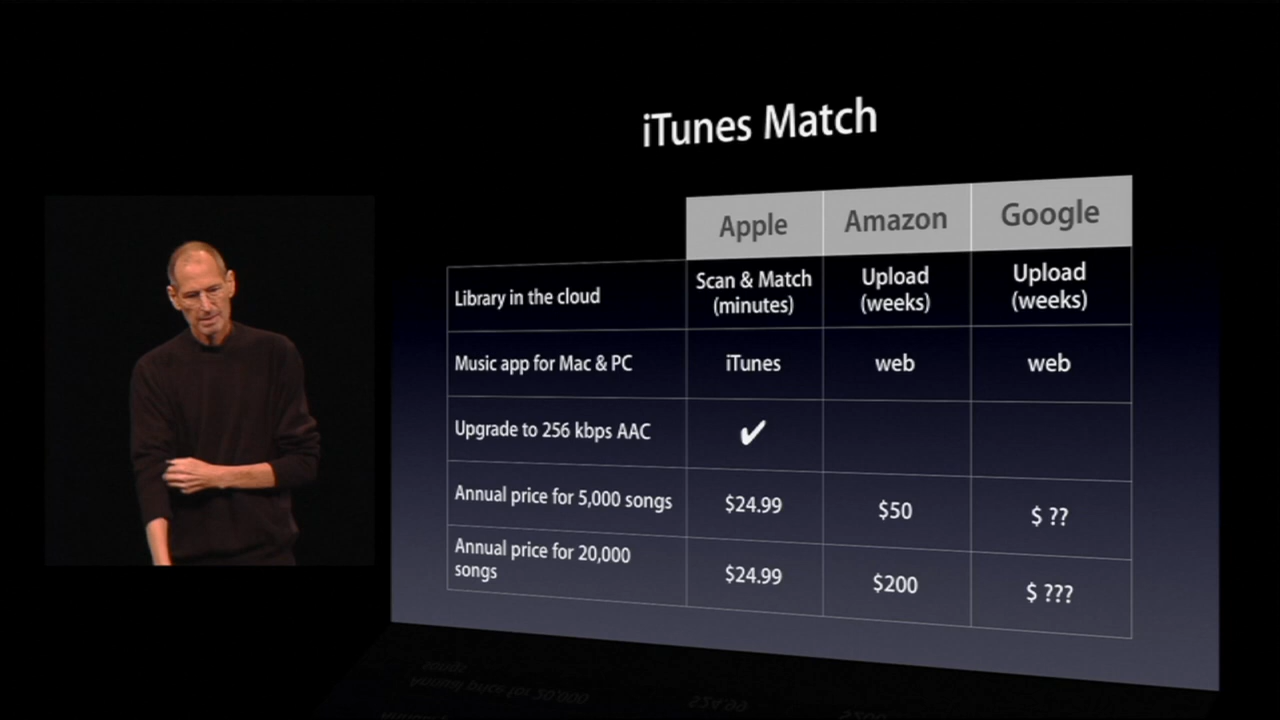 iTunes Match
Apple Amazon Google
Library in the cloud Scan & Match (minutes) Upload (weeks) Upload (weeks)
Music app for Mac & PC iTunes web web
Upgrade to 256 kbps AAC ✔
Annual price for 5,000 songs $24.99 $50 $ ??
Annual price for 20,000 songs $24.99 $200 $ ???